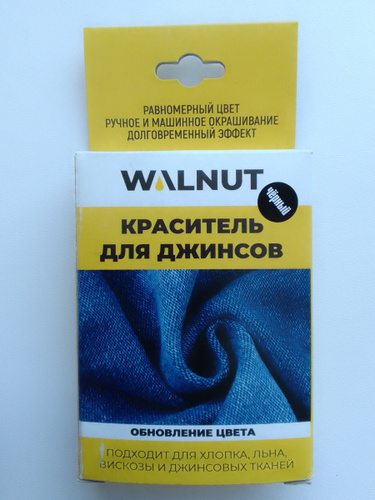 РАВНОМЕРНЫЙ ЦВЕТ
РУЧНОЕ И МАШИННОЕ ОКРАШИВАНИЕ
ДОЛГОВРЕМЕННЫЙ ЭФФЕКТ
WALNUT
чёрный
КРАСИТЕЛЬ
ДЛЯ ДЖИНСОВ
ОБНОВЛЕНИЕ ЦВЕТА
ПОДХОДИТ ДЛЯ ХЛОПКА, ЛЬНА,
ВИСКОЗЫ И ДЖИНСОВЫХ ТКАНЕЙ